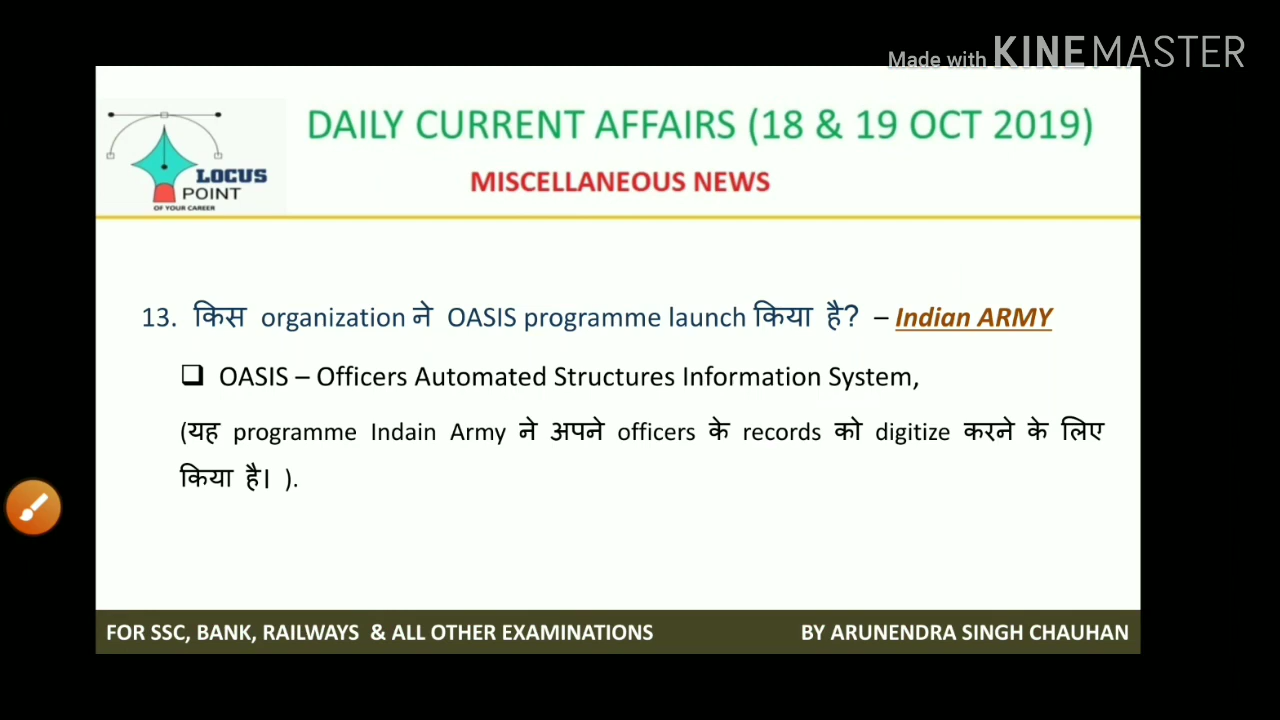 Made with KINEMASTER
DAILY CURRENT AFFAIRS (18 & 19 OCT 2019)
LOCUS
POINT
OF YOUR CAREER
MISCELLANEOUS NEWS
13. किस organization ने OASIS programme launch किया है? – Indian ARMY
❑ OASIS – Officers Automated Structures Information System,
(यह programme Indain Army ने अपने officers के records को digitize करने के लिए
किया है। ).
FOR SSC, BANK, RAILWAYS & ALL OTHER EXAMINATIONS
BY ARUNENDRA SINGH CHAUHAN